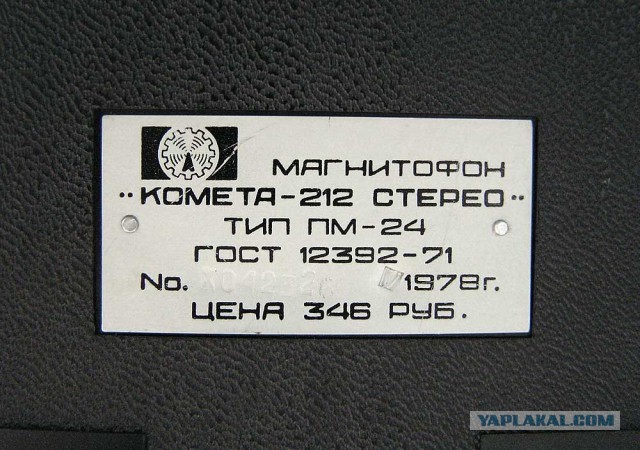 МАГНИТОФОН
"КОМЕТА-212 СТЕРЕО"
ТИП ПМ-24
ГОСТ 12392-71
No. 1978г.
ЦЕНА 346 РУБ.
YAPLAKAL.COM